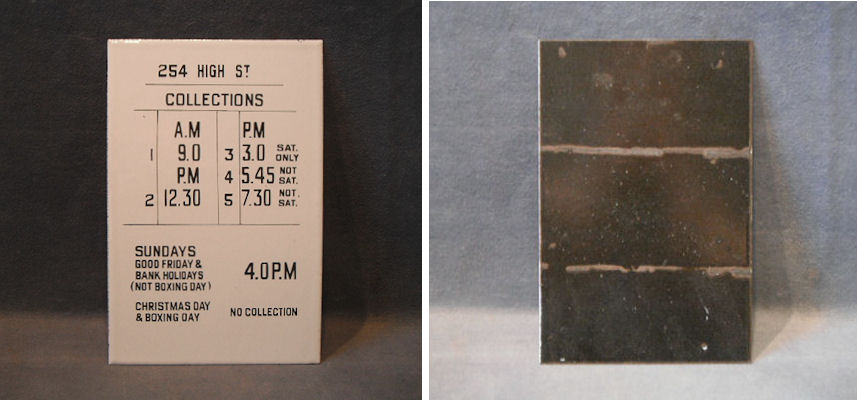 254 HIGH ST
COLLECTIONS
A.M P.M
1 9.0 3 3.0 SAT. ONLY
P.M 4 5.45 NOT SAT.
2 12.30 5 7.30 NOT. SAT.
SUNDAYS
GOOD FRIDAY &
BANK HOLIDAYS 4.0 P.M
(NOT BOXING DAY)
CHRISTMAS DAY NO COLLECTION
& BOXING DAY